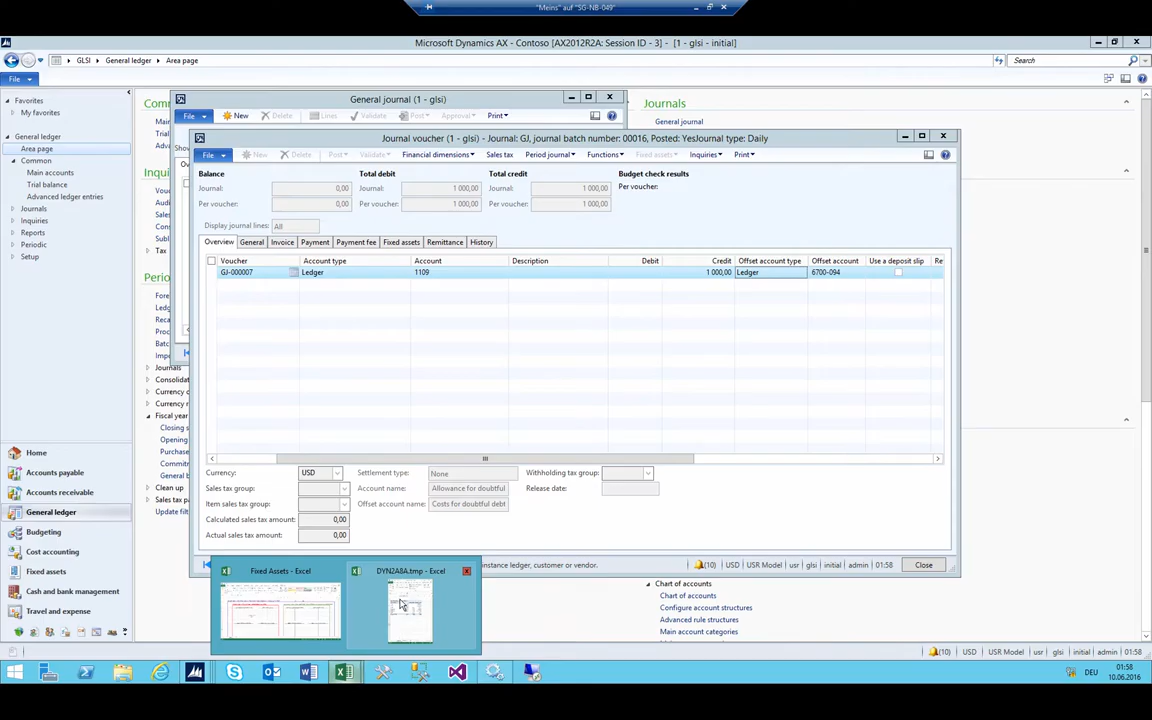 "Meins" auf "SG-NB-049"
Microsoft Dynamics AX - Contoso [AX2012R2A: Session ID - 3] - [1 - glsi - initial]
GLSI General ledger Area page
Search
File
Favorites
My favorites
General ledger
Area page
Common
Main accounts
Trial balance
Advanced ledger entries
Journals
Inquiries
Reports
Periodic
Setup
Home
Accounts payable
Accounts receivable
General ledger
Budgeting
Cost accounting
Fixed assets
Cash and bank management
Travel and expense
Journals
General journal
General journal (1 - glsi)
File New Delete Lines Validate Post Approval Print
Journal voucher (1 - glsi) - Journal: GJ, journal batch number: 00016, Posted: YesJournal type: Daily
File New Delete Post Validate Financial dimensions Sales tax Period journal Functions Fixed assets Inquiries Print
Balance Total debit Total credit Budget check results
Journal: 0,00 Journal: 1 000,00 Journal: 1 000,00 Per voucher:
Per voucher: 0,00 Per voucher: 1 000,00 Per voucher: 1 000,00
Display journal lines: All
Overview General Invoice Payment Payment fee Fixed assets Remittance History
Voucher Account type Account Description Debit Credit Offset account type Offset account Use a deposit slip Re
GJ-000007 Ledger 1109 1 000,00 Ledger 6700-094
Currency: USD Settlement type: None Withholding tax group:
Sales tax group: Account name: Allowance for doubtful Release date:
Item sales tax group: Offset account name: Costs for doubtful debt
Calculated sales tax amount: 0,00
Actual sales tax amount: 0,00
Fixed Assets - Excel
DYN2A8A.tmp - Excel
instance ledger, customer or vendor.
(10) USD USR Model usr glsi initial admin 01:58 Close
Journals
Clean up
Chart of accounts
Chart of accounts
Configure account structures
Advanced rule structures
Main account categories
(10) USD USR Model usr glsi initial admin 01:58
DEU
01:58
10.06.2016